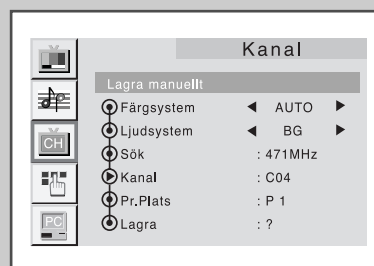 Kanal
Lagra manuellt
Färgsystem ◀ AUTO ▶
Ljudsystem ◀ BG ▶
CH
Sök : 471MHz
Kanal : C04
Pr.Plats : P 1
PC
Lagra : ?